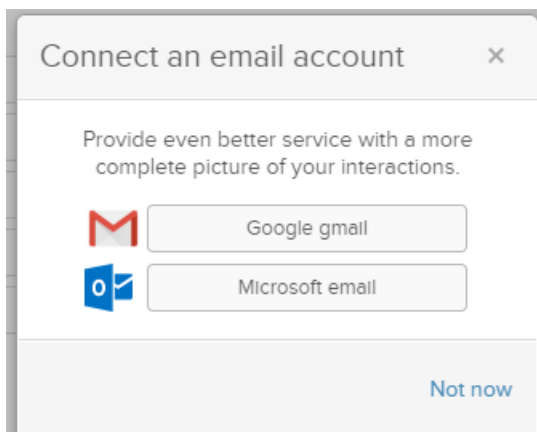 Connect an email account ×
Provide even better service with a more
complete picture of your interactions.
Google gmail
Microsoft email
Not now